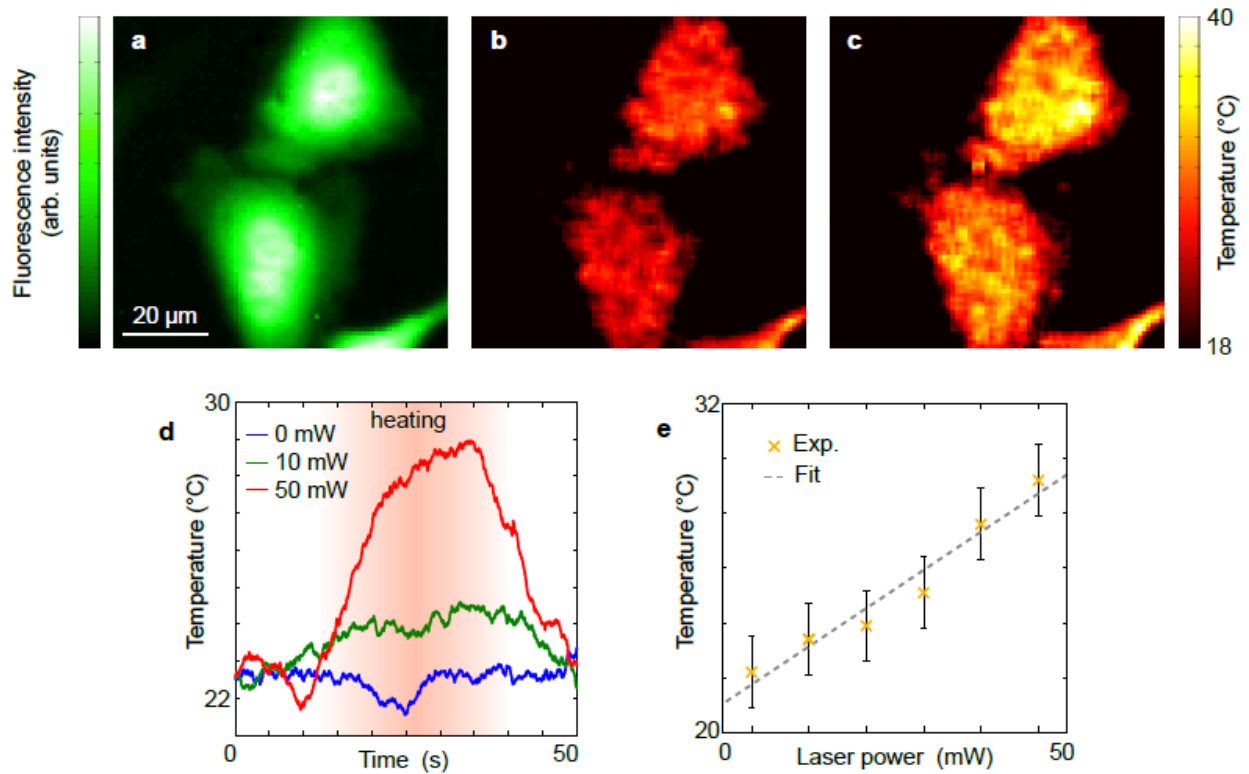 Fluorescence intensity
(arb. units)
a
20 µm
b
c
40
Temperature (°C)
18
d
30
heating
0 mW
10 mW
50 mW
Temperature (°C)
22
0
Time (s)
50
e
32
Exp.
Fit
Temperature (°C)
20
0
Laser power (mW)
50